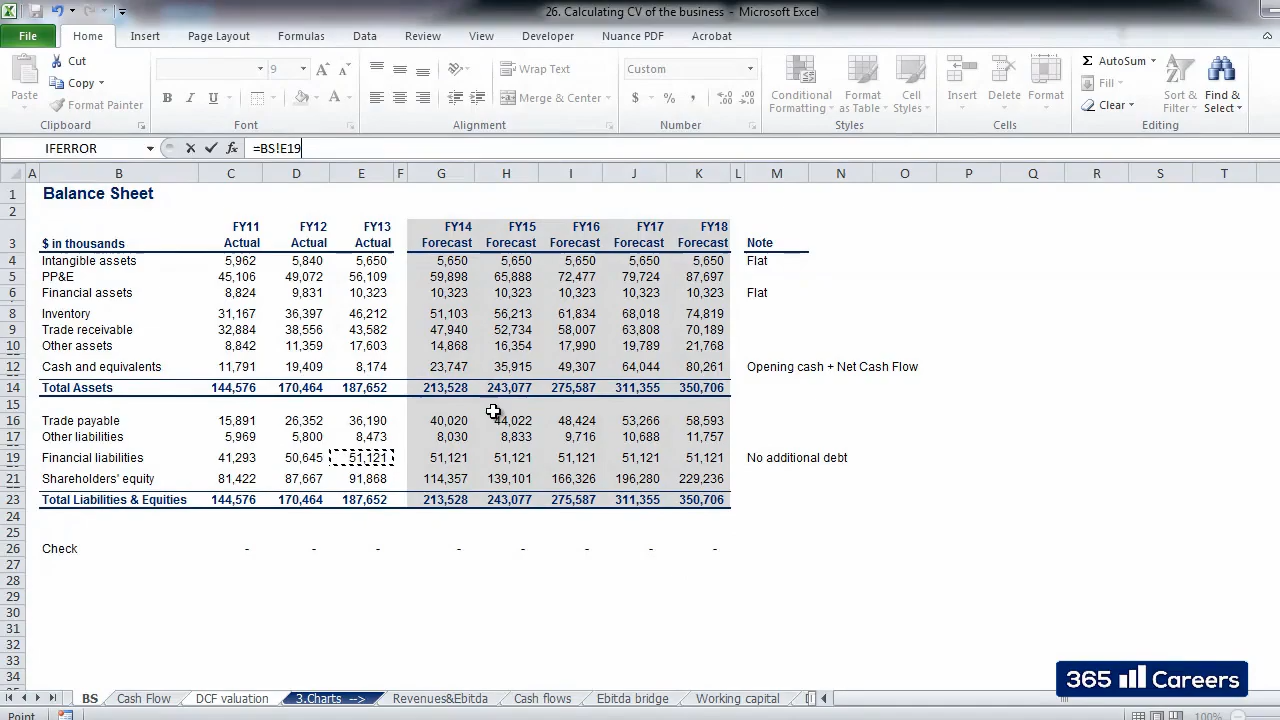 26. Calculating CV of the business - Microsoft Excel
File Home Insert Page Layout Formulas Data Review View Developer Nuance PDF Acrobat
Cut 9 Wrap Text Custom AutoSum
Paste Copy Conditional Formatting Format as Table Cell Styles Insert Delete Format Fill Sort & Filter Find & Select
Format Painter B I U A Merge & Center $ % , Clear
Clipboard Font Alignment Number Styles Cells Editing
IFERROR fx =BS!E19
A B C D E F G H I J K L M N O P Q R S T
1 Balance Sheet
2
FY11 FY12 FY13 FY14 FY15 FY16 FY17 FY18
3 $ in thousands Actual Actual Actual Forecast Forecast Forecast Forecast Forecast Note
4 Intangible assets 5,962 5,840 5,650 5,650 5,650 5,650 5,650 5,650 Flat
5 PP&E 45,106 49,072 56,109 59,898 65,888 72,477 79,724 87,697
6 Financial assets 8,824 9,831 10,323 10,323 10,323 10,323 10,323 10,323 Flat
8 Inventory 31,167 36,397 46,212 51,103 56,213 61,834 68,018 74,819
9 Trade receivable 32,884 38,556 43,582 47,940 52,734 58,007 63,808 70,189
10 Other assets 8,842 11,359 17,603 14,868 16,354 17,990 19,789 21,768
12 Cash and equivalents 11,791 19,409 8,174 23,747 35,915 49,307 64,044 80,261 Opening cash + Net Cash Flow
14 Total Assets 144,576 170,464 187,652 213,528 243,077 275,587 311,355 350,706
15
16 Trade payable 15,891 26,352 36,190 40,020 44,022 48,424 53,266 58,593
17 Other liabilities 5,969 5,800 8,473 8,030 8,833 9,716 10,688 11,757
19 Financial liabilities 41,293 50,645 51,121 51,121 51,121 51,121 51,121 51,121 No additional debt
21 Shareholders' equity 81,422 87,667 91,868 114,357 139,101 166,326 196,280 229,236
23 Total Liabilities & Equities 144,576 170,464 187,652 213,528 243,077 275,587 311,355 350,706
24
25
26 Check - - - - - - - -
27
28
29
30
31
32
33
34
365 Careers
BS Cash Flow DCF valuation 3.Charts --> Revenues&Ebitda Cash flows Ebitda bridge Working capital
Point 100%